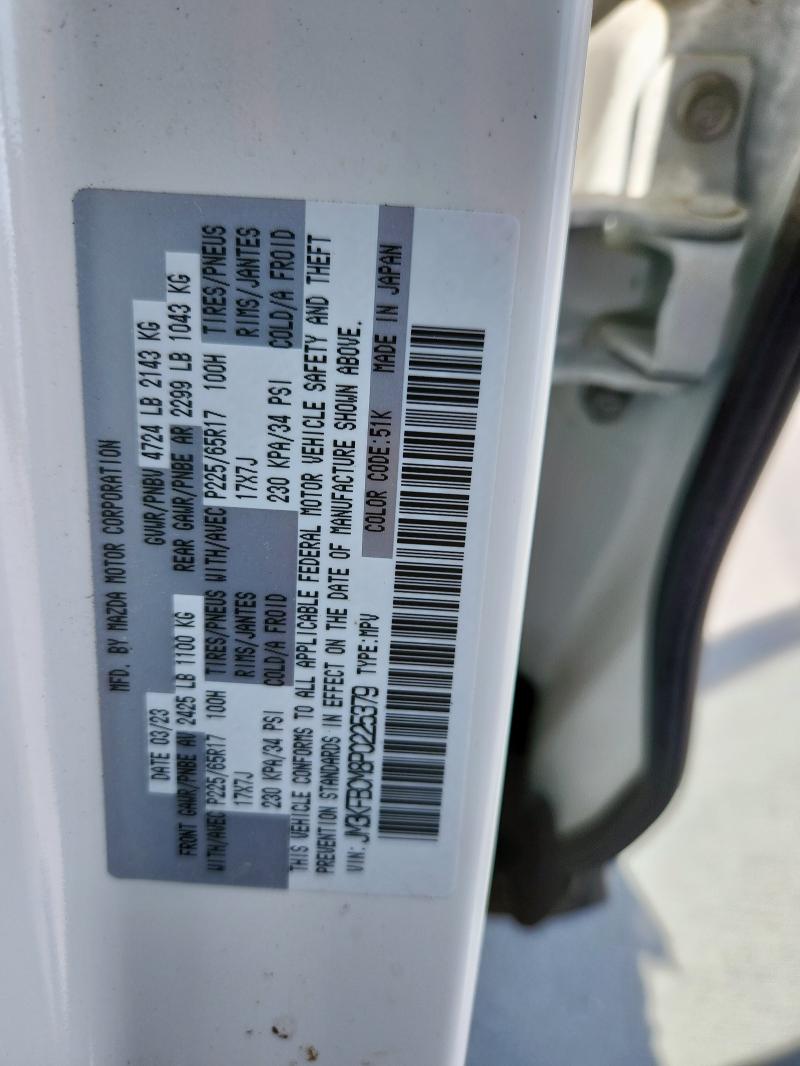 MFD. BY MAZDA MOTOR CORPORATION
DATE 03/23 GVWR/PNBV 4724 LB 2143 KG
FRONT GAWR/PNBE AV 2425 LB 1100 KG REAR GAWR/PNBE AR 2299 LB 1043 KG
WITH/AVEC P225/65R17 100H TIRES/PNEUS WITH/AVEC P225/65R17 100H TIRES/PNEUS
17X7J RIMS/JANTES 17X7J RIMS/JANTES
230 KPA/34 PSI COLD/A FROID 230 KPA/34 PSI COLD/A FROID
THIS VEHICLE CONFORMS TO ALL APPLICABLE FEDERAL MOTOR VEHICLE SAFETY AND THEFT
PREVENTION STANDARDS IN EFFECT ON THE DATE OF MANUFACTURE SHOWN ABOVE.
VIN: JM3KFBCM8P0225379 TYPE:MPV COLOR CODE:51K MADE IN JAPAN